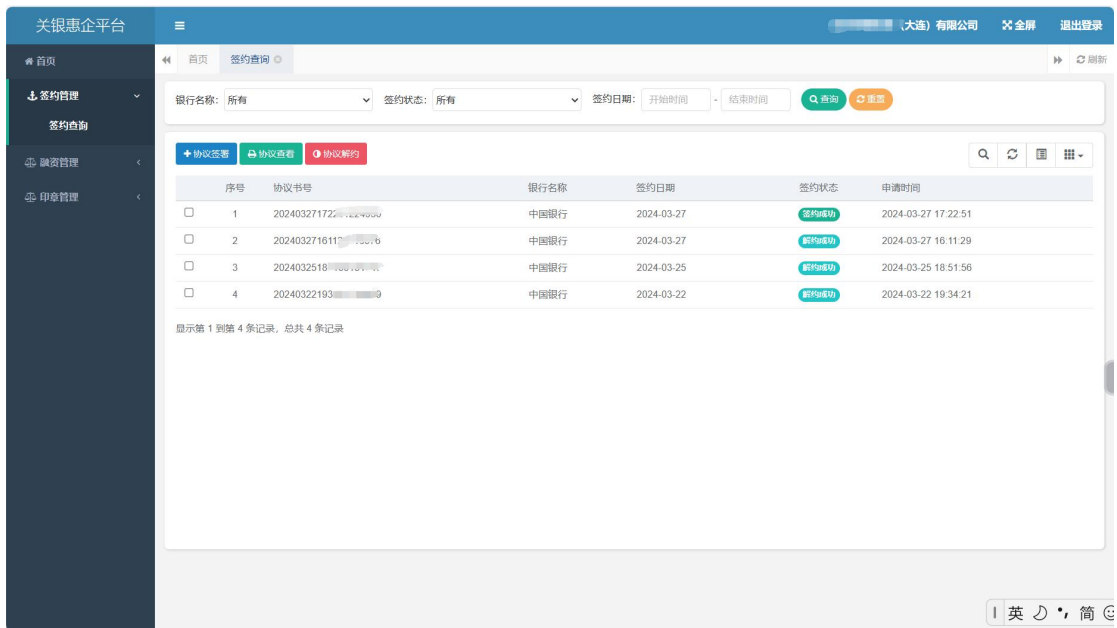 关银惠企平台
（大连）有限公司 全屏 退出登录
首页
首页 签约查询 刷新
签约管理
签约查询
融资管理
印章管理
银行名称: 所有 签约状态: 所有 签约日期: 开始时间 - 结束时间 查询 重置
协议签署 协议查看 协议解约
序号 协议书号 银行名称 签约日期 签约状态 申请时间
1 中国银行 2024-03-27 签约成功 2024-03-27 17:22:51
2 中国银行 2024-03-27 解约成功 2024-03-27 16:11:29
3 中国银行 2024-03-25 解约成功 2024-03-25 18:51:56
4 中国银行 2024-03-22 解约成功 2024-03-22 19:34:21
显示第 1 到第 4 条记录，总共 4 条记录
英 简